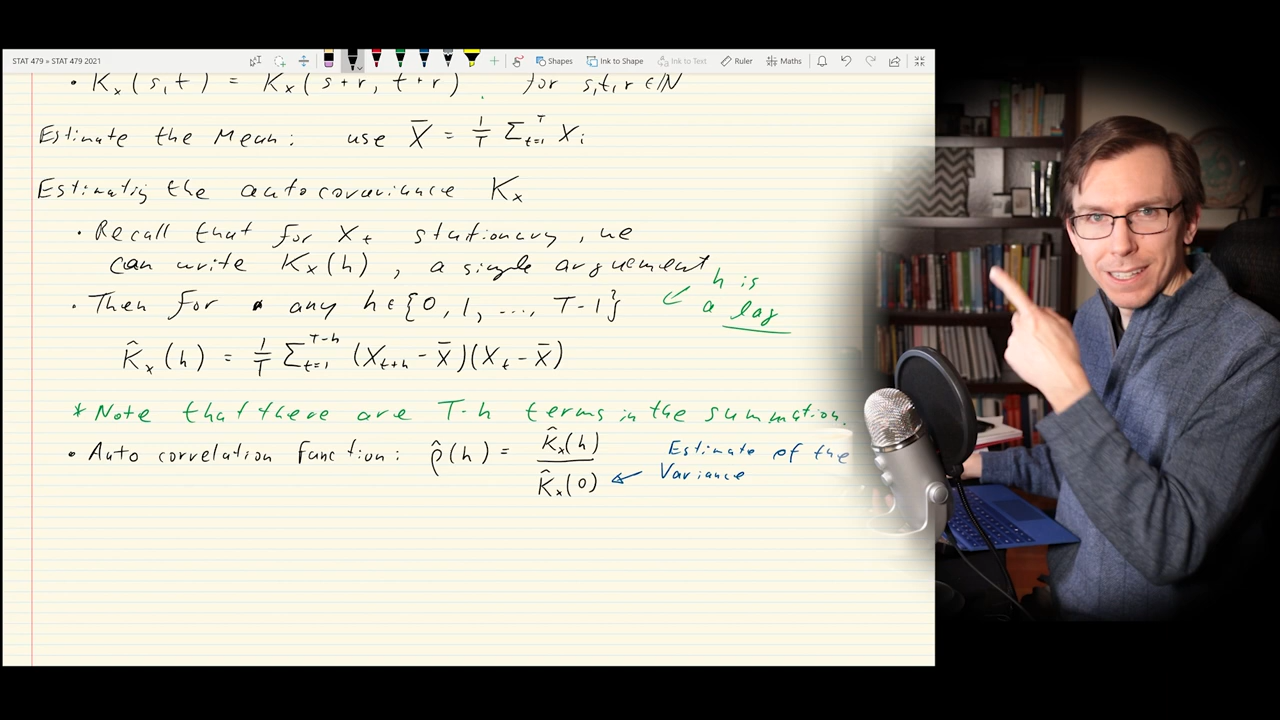 STAT 479 » STAT 479 2021
Shapes Ink to Shape Ink to Text Ruler Maths
• Kx(s,t) = Kx(s+r, t+r) for s,t,r ∈ ℕ
Estimate the Mean: use X̄ = 1/T Σ_{t=1}^{T} Xᵢ
Estimating the autocovariance Kx
• Recall that for Xt stationary, we
can write Kx(h), a single arguement
• Then for any h∈{0, 1, ..., T-1}
h is
a lag
K̂x(h) = 1/T Σ_{t=1}^{T-h} (X_{t+h} - X̄)(X_t - X̄)
* Note that there are T-h terms in the summation.
• Auto correlation function: ρ̂(h) = K̂x(h) / K̂x(0)
Estimate of the
Variance